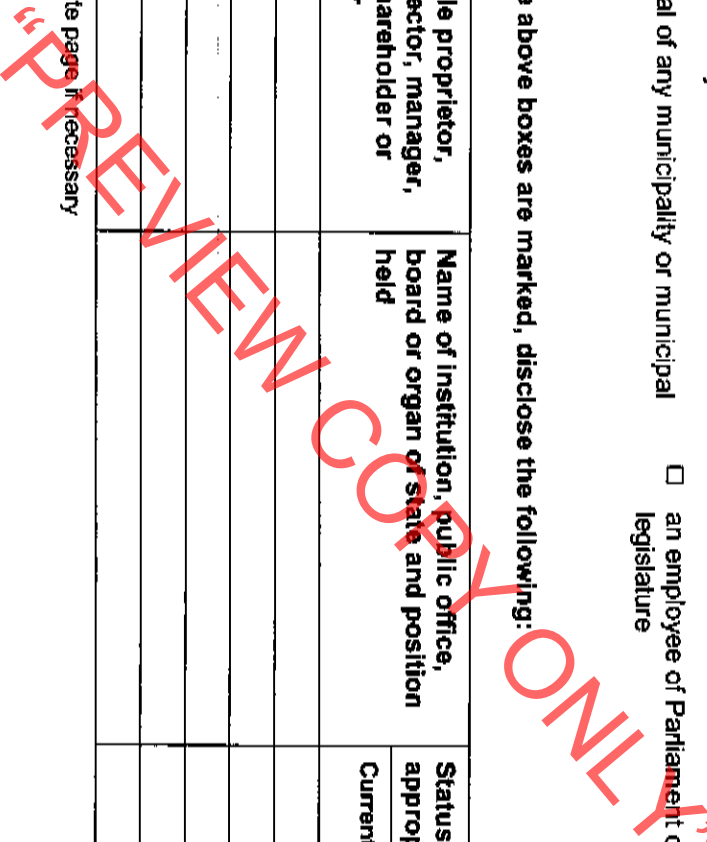 al of any municipality or municipal
☐ an employee of Parliament
legislature
above boxes are marked, disclose the following:
le proprietor,
ector, manager,
areholder or
Name of institution, public office,
board or organ of state and position
held
Status
approp
Current
te page if necessary
"PREVIEW COPY ONLY"